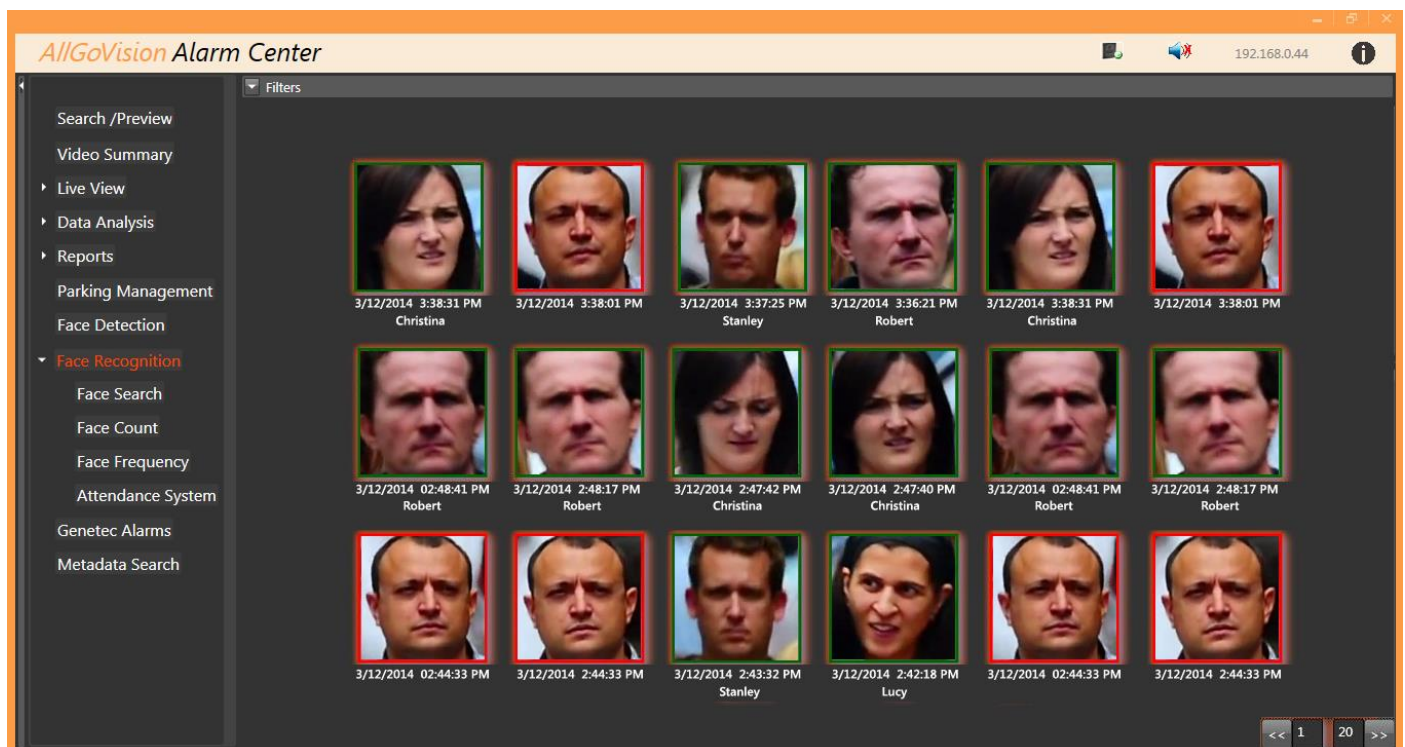 AllGoVision Alarm Center
192.168.0.44
Filters
Search /Preview
Video Summary
Live View
Data Analysis
Reports
Parking Management
Face Detection
Face Recognition
Face Search
Face Count
Face Frequency
Attendance System
Genetec Alarms
Metadata Search
3/12/2014 3:38:31 PM 3/12/2014 3:38:01 PM 3/12/2014 3:37:25 PM 3/12/2014 3:36:21 PM 3/12/2014 3:38:31 PM 3/12/2014 3:38:01 PM
Christina Stanley Robert Christina
3/12/2014 02:48:41 PM 3/12/2014 2:48:17 PM 3/12/2014 2:47:42 PM 3/12/2014 2:47:40 PM 3/12/2014 02:48:41 PM 3/12/2014 2:48:17 PM
Robert Robert Christina Christina Robert Robert
3/12/2014 02:44:33 PM 3/12/2014 2:44:33 PM 3/12/2014 2:43:32 PM 3/12/2014 2:42:18 PM 3/12/2014 02:44:33 PM 3/12/2014 2:44:33 PM
Stanley Lucy
<< 1 20 >>